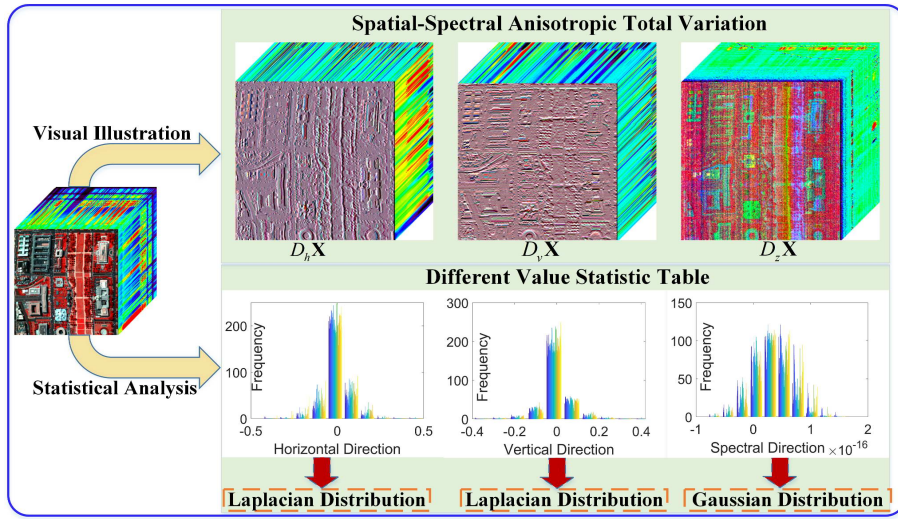 Spatial-Spectral Anisotropic Total Variation
Visual Illustration
D_h X
D_v X
D_z X
Different Value Statistic Table
Statistical Analysis
Frequency
200
100
0
-0.5
0
0.5
Horizontal Direction
Frequency
300
200
100
0
-0.4
-0.2
0
0.2
0.4
Vertical Direction
Frequency
150
100
50
0
-1
0
1
2
Spectral Direction ×10^-16
Laplacian Distribution
Laplacian Distribution
Gaussian Distribution